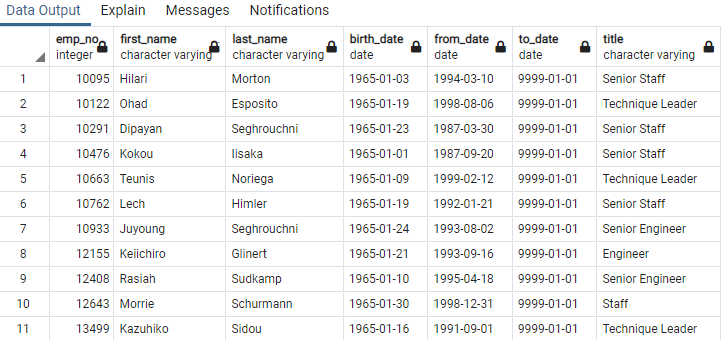 Data Output Explain Messages Notifications
emp_no first_name last_name birth_date from_date to_date title
integer character varying character varying date date date character varying
1 10095 Hilari Morton 1965-01-03 1994-03-10 9999-01-01 Senior Staff
2 10122 Ohad Esposito 1965-01-19 1998-08-06 9999-01-01 Technique Leader
3 10291 Dipayan Seghrouchni 1965-01-23 1987-03-30 9999-01-01 Senior Staff
4 10476 Kokou Iisaka 1965-01-01 1987-09-20 9999-01-01 Senior Staff
5 10663 Teunis Noriega 1965-01-09 1999-02-12 9999-01-01 Technique Leader
6 10762 Lech Himler 1965-01-19 1992-01-21 9999-01-01 Senior Staff
7 10933 Juyoung Seghrouchni 1965-01-24 1993-08-02 9999-01-01 Senior Engineer
8 12155 Keiichiro Glinert 1965-01-21 1993-09-16 9999-01-01 Engineer
9 12408 Rasiah Sudkamp 1965-01-10 1995-04-18 9999-01-01 Senior Engineer
10 12643 Morrie Schurmann 1965-01-30 1998-12-31 9999-01-01 Staff
11 13499 Kazuhiko Sidou 1965-01-16 1991-09-01 9999-01-01 Technique Leader